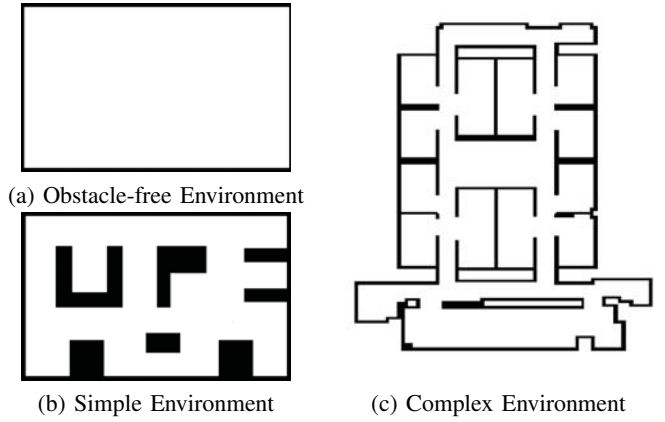 (a) Obstacle-free Environment
(b) Simple Environment
(c) Complex Environment